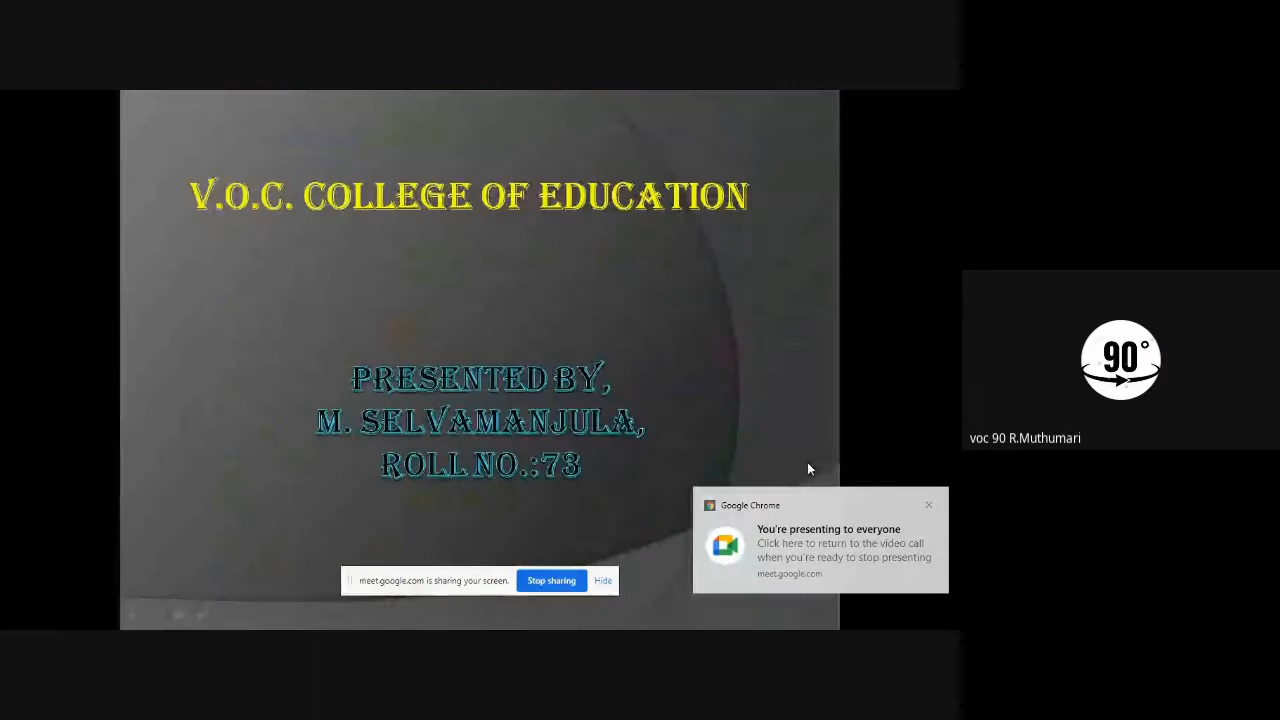 V.O.C. COLLEGE OF EDUCATION
PRESENTED BY,
M. SELVAMANJULA,
ROLL NO.:73
Google Chrome
You're presenting to everyone
Click here to return to the video call
when you're ready to stop presenting
meet.google.com
meet.google.com is sharing your screen.
Stop sharing
Hide
90°
voc 90 R.Muthumari